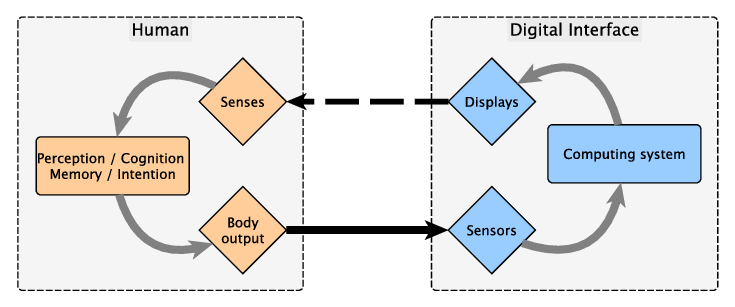 Human
Digital Interface
Senses
Displays
Perception / Cognition
Memory / Intention
Computing system
Body
output
Sensors